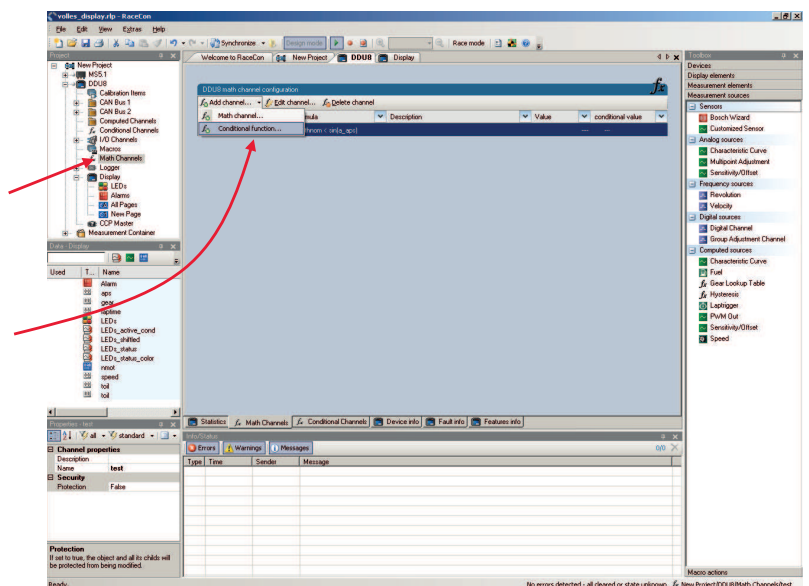 volles_display.rlp - RaceCon
File Edit View Extras Help
Synchronize Design mode Race mode
Project
New Project
MS5.1
DDU8
Calibration Items
CAN Bus 1
CAN Bus 2
Computed Channels
Conditional Channels
I/O Channels
Macros
Math Channels
Logger
Display
LEDs
Alarms
All Pages
New Page
CCP Master
Measurement Container
Data - Display
Used T... Name
Alarm
aps
gear
laptime
LEDs
LEDs_active_cond
LEDs_shiftled
LEDs_status
LEDs_status_color
nmot
speed
toil
toil
Properties - test
all standard
Channel properties
Description
Name test
Security
Protection False
Protection
If set to true, the object and all its childs will
be protected from being modified.
Ready
Welcome to RaceCon New Project DDU8 Display
DDU8 math channel configuration
fx
Add channel... Edit channel... Delete channel
Math channel...
Conditional function...
mula Description Value conditional value
sin(a_aps)
Statistics Math Channels Conditional Channels Device info Fault info Features info
Info/Status
Errors Warnings Messages 0/0
Type Time Sender Message
No errors detected - all cleared or state unknown. New Project/DDU8/Math Channels/test
Toolbox
Devices
Display elements
Measurement elements
Measurement sources
Sensors
Bosch Wizard
Customized Sensor
Analog sources
Characteristic Curve
Multipoint Adjustment
Sensitivity/Offset
Frequency sources
Revolution
Velocity
Digital sources
Digital Channel
Group Adjustment Channel
Computed sources
Characteristic Curve
Fuel
Gear Lookup Table
Hysteresis
Laptrigger
PWM Out
Sensitivity/Offset
Speed
Macro actions